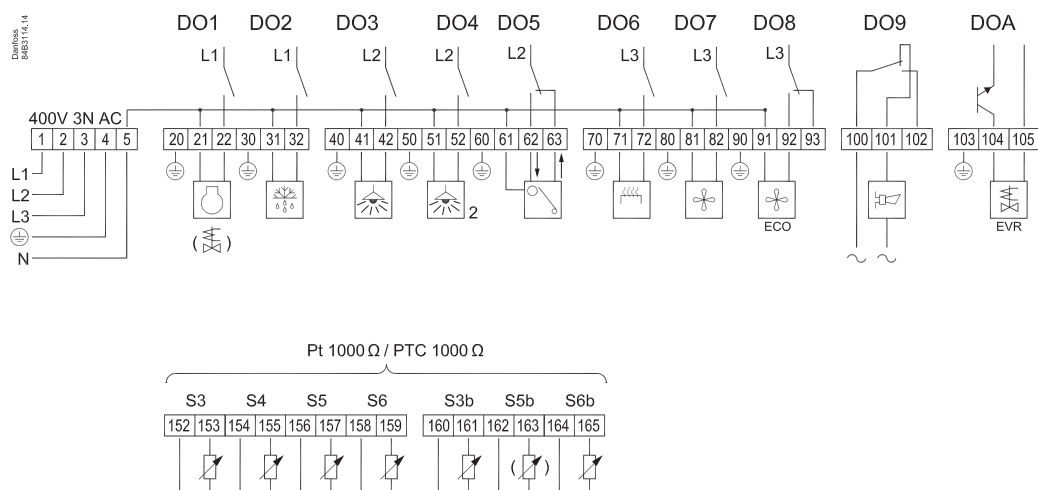 Danfoss
84B3114.14
DO1 DO2 DO3 DO4 DO5 DO6 DO7 DO8 DO9 DOA
L1 L1 L2 L2 L2 L3 L3 L3
400V 3N AC
1 2 3 4 5 20 21 22 30 31 32 40 41 42 50 51 52 60 61 62 63 70 71 72 80 81 82 90 91 92 93 100 101 102 103 104 105
L1
L2
L3
N
( )
2
ECO
EVR
Pt 1000 Ω / PTC 1000 Ω
S3 S4 S5 S6 S3b S5b S6b
152 153 154 155 156 157 158 159 160 161 162 163 164 165
( )